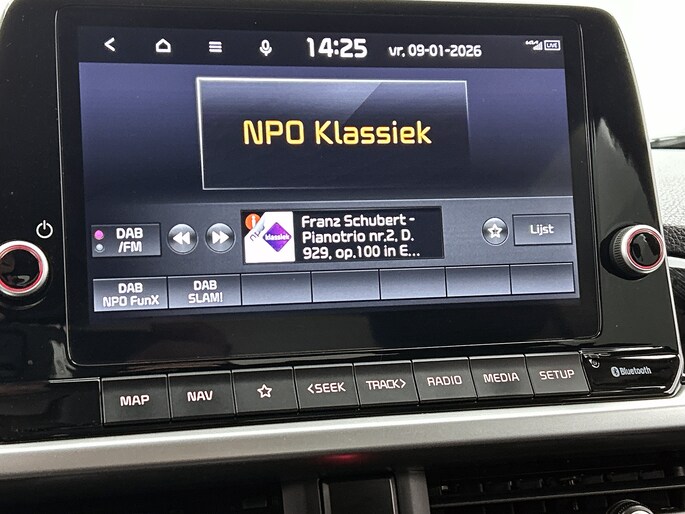 14:25 vr, 09-01-2026 LIVE
NPO Klassiek
DAB
/FM
klassiek
Franz Schubert -
Pianotrio nr.2, D.
929, op.100 in E...
Lijst
DAB
NPO FunX
DAB
SLAM!
MAP
NAV
<SEEK
TRACK>
RADIO
MEDIA
SETUP
Bluetooth